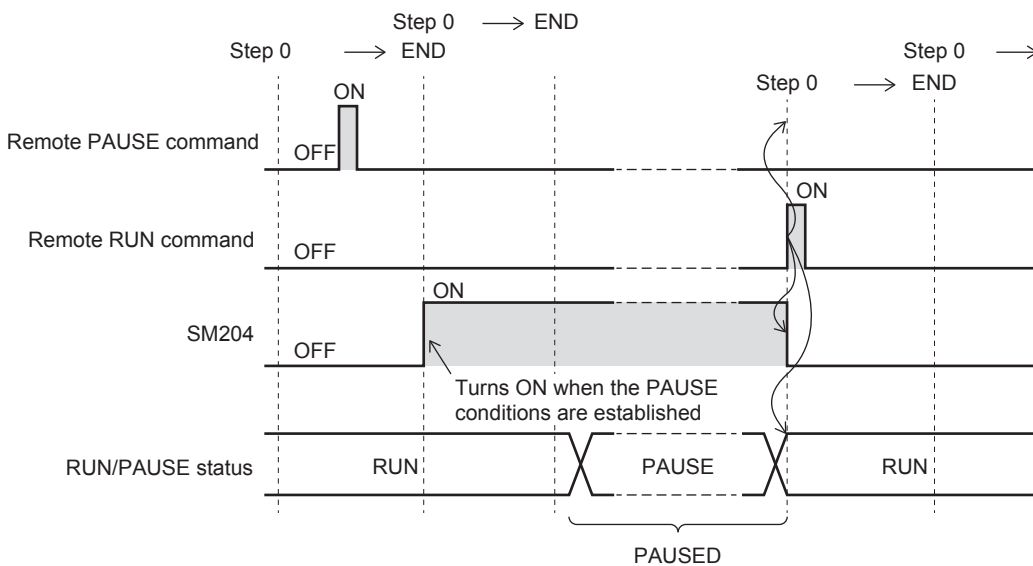 Step 0 → END
Step 0 → END
Step 0 → END
Step 0 → END
ON
Remote PAUSE command
OFF
ON
Remote RUN command
OFF
ON
SM204
OFF
Turns ON when the PAUSE
conditions are established
RUN/PAUSE status
RUN
PAUSE
RUN
PAUSED